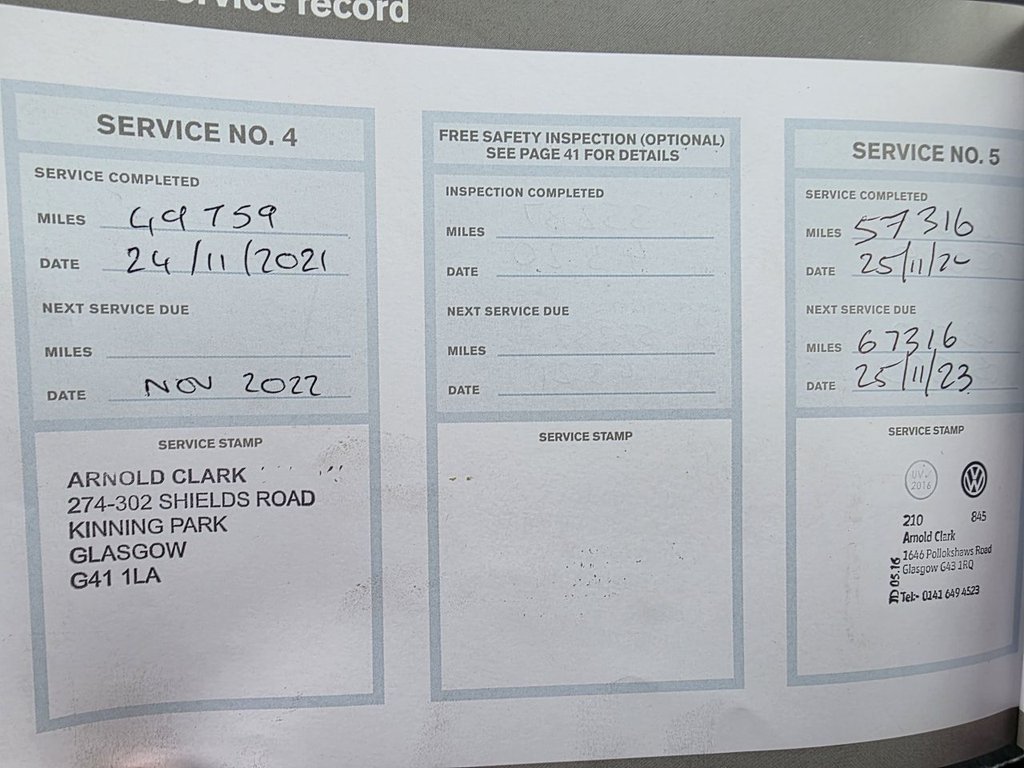 service record
SERVICE NO. 4
SERVICE COMPLETED
MILES 49759
DATE 24/11/2021
NEXT SERVICE DUE
MILES
DATE NOV 2022
SERVICE STAMP
ARNOLD CLARK
274-302 SHIELDS ROAD
KINNING PARK
GLASGOW
G41 1LA
FREE SAFETY INSPECTION (OPTIONAL)
SEE PAGE 41 FOR DETAILS
INSPECTION COMPLETED
MILES
DATE
NEXT SERVICE DUE
MILES
DATE
SERVICE STAMP
SERVICE NO. 5
SERVICE COMPLETED
MILES 57316
DATE
NEXT SERVICE DUE
MILES 67316
DATE 25/11/23
SERVICE STAMP
UVV
2016
210 845
Arnold Clark
1646 Pollokshaws Road
Glasgow G43 1RQ
Tel:- 0141 649 4523